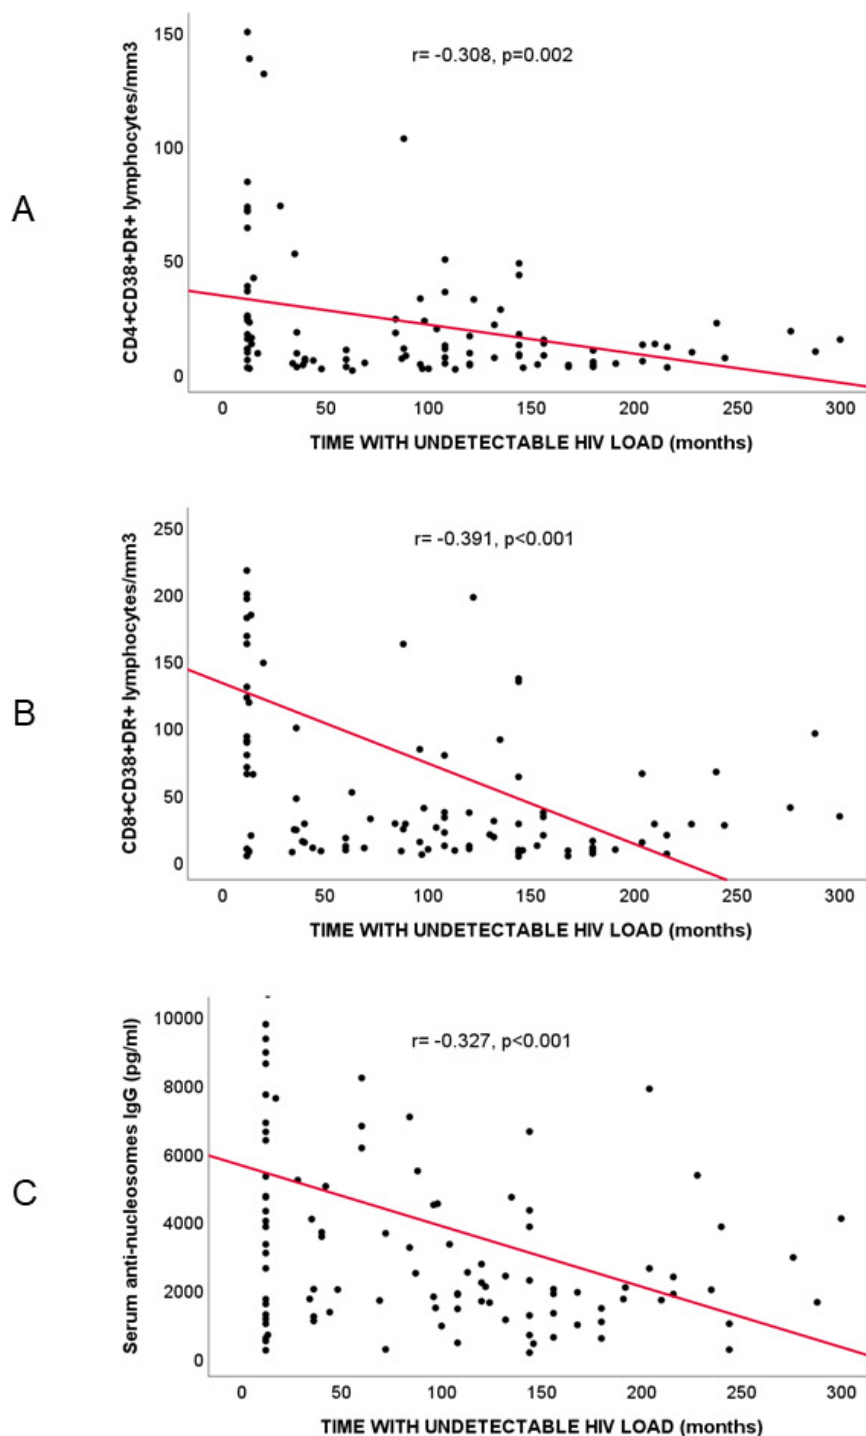 A
CD4+CD38+DR+ lymphocytes/mm3
r= -0.308, p=0.002
150
100
50
0
0 50 100 150 200 250 300
TIME WITH UNDETECTABLE HIV LOAD (months)
B
CD8+CD38+DR+ lymphocytes/mm3
r= -0.391, p<0.001
250
200
150
100
50
0
0 50 100 150 200 250 300
TIME WITH UNDETECTABLE HIV LOAD (months)
C
Serum anti-nucleosomes IgG (pg/ml)
r= -0.327, p<0.001
10000
8000
6000
4000
2000
0
0 50 100 150 200 250 300
TIME WITH UNDETECTABLE HIV LOAD (months)